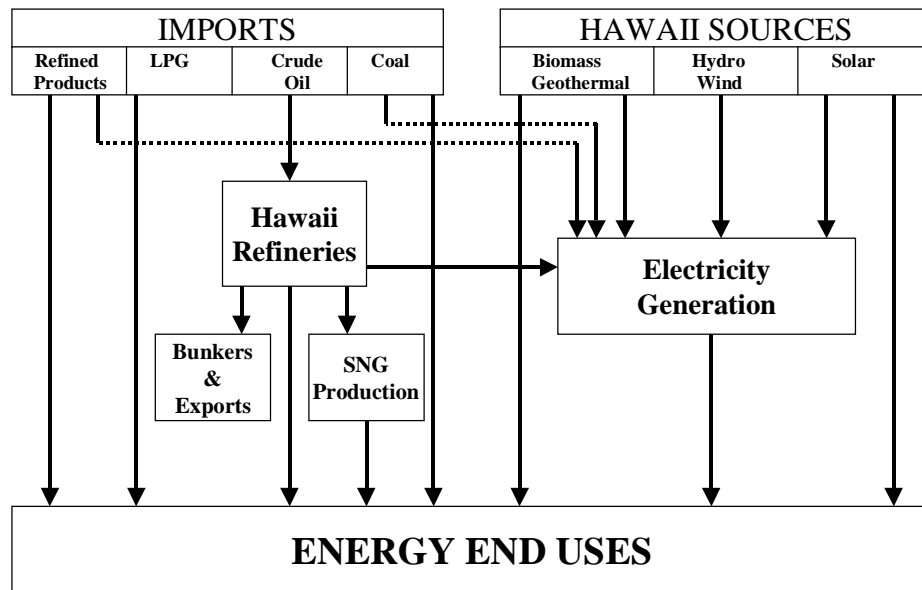 IMPORTS
HAWAII SOURCES
Refined
Products
LPG
Crude
Oil
Coal
Biomass
Geothermal
Hydro
Wind
Solar
Hawaii
Refineries
Electricity
Generation
Bunkers
&
Exports
SNG
Production
ENERGY END USES